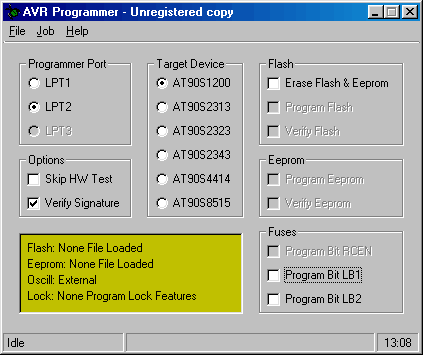 AVR Programmer - Unregistered copy
File Job Help
Programmer Port
LPT1
LPT2
LPT3
Options
Skip HW Test
Verify Signature
Target Device
AT90S1200
AT90S2313
AT90S2323
AT90S2343
AT90S4414
AT90S8515
Flash
Erase Flash & Eeprom
Program Flash
Verify Flash
Eeprom
Program Eeprom
Verify Eeprom
Fuses
Program Bit RCEN
Program Bit LB1
Program Bit LB2
Flash: None File Loaded
Eeprom: None File Loaded
Oscill: External
Lock: None Program Lock Features
Idle
13:08